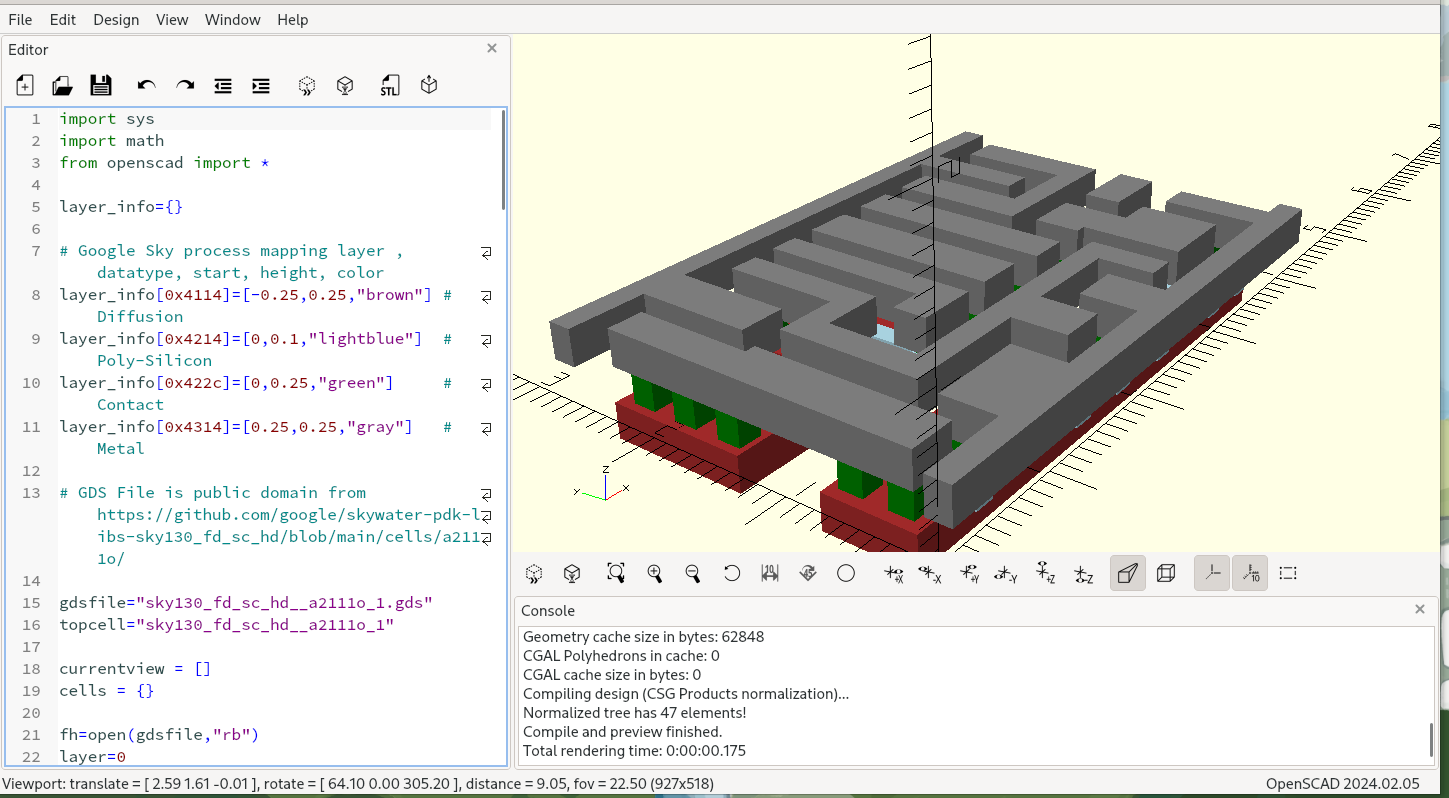 File Edit Design View Window Help
Editor
STL
1 import sys
2 import math
3 from openscad import *
4
5 layer_info={}
6
7 # Google Sky process mapping layer ,
datatype, start, height, color
8 layer_info[0x4114]=[-0.25,0.25,"brown"] #
Diffusion
9 layer_info[0x4214]=[0,0.1,"lightblue"] #
Poly-Silicon
10 layer_info[0x422c]=[0,0.25,"green"] #
Contact
11 layer_info[0x4314]=[0.25,0.25,"gray"] #
Metal
12
13 # GDS File is public domain from
https://github.com/google/skywater-pdk-l
ibs-sky130_fd_sc_hd/blob/main/cells/a211
1o/
14
15 gdsfile="sky130_fd_sc_hd__a2111o_1.gds"
16 topcell="sky130_fd_sc_hd__a2111o_1"
17
18 currentview = []
19 cells = {}
20
21 fh=open(gdsfile,"rb")
22 layer=0
z
y x
+X -X +Y -Y +Z -Z 10
Console
Geometry cache size in bytes: 62848
CGAL Polyhedrons in cache: 0
CGAL cache size in bytes: 0
Compiling design (CSG Products normalization)...
Normalized tree has 47 elements!
Compile and preview finished.
Total rendering time: 0:00:00.175
Viewport: translate = [ 2.59 1.61 -0.01 ], rotate = [ 64.10 0.00 305.20 ], distance = 9.05, fov = 22.50 (927x518)
OpenSCAD 2024.02.05